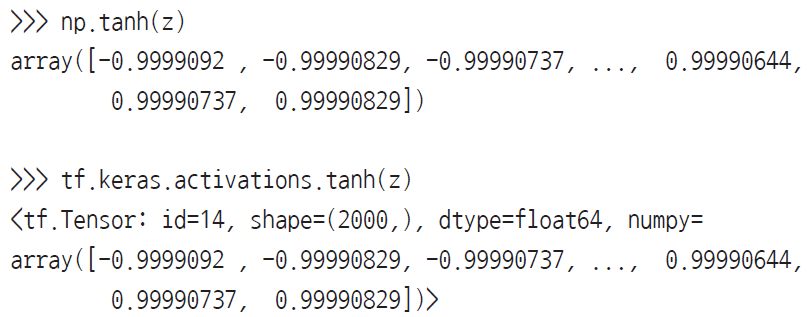 >>> np.tanh(z)
array([-0.9999092 , -0.99990829, -0.99990737, ...,  0.99990644,
        0.99990737,  0.99990829])
>>> tf.keras.activations.tanh(z)
<tf.Tensor: id=14, shape=(2000,), dtype=float64, numpy=
array([-0.9999092 , -0.99990829, -0.99990737, ...,  0.99990644,
        0.99990737,  0.99990829])>